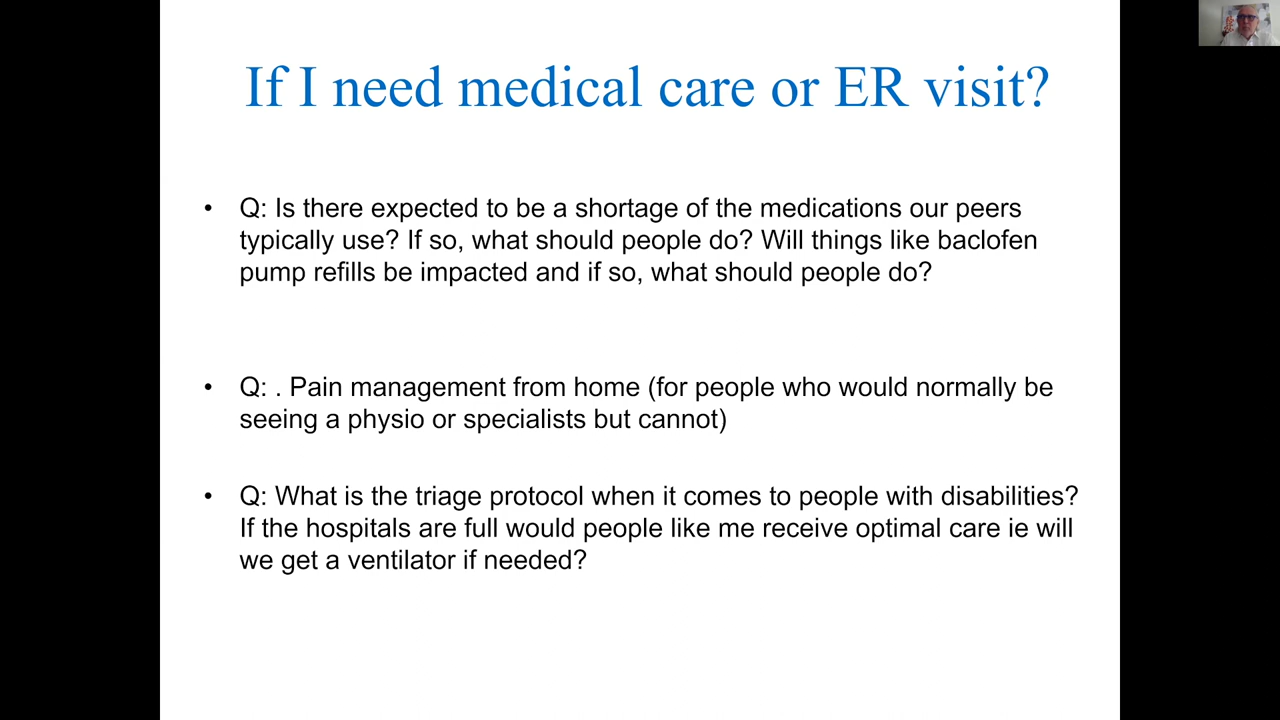 If I need medical care or ER visit?
• Q: Is there expected to be a shortage of the medications our peers
typically use? If so, what should people do? Will things like baclofen
pump refills be impacted and if so, what should people do?
• Q: . Pain management from home (for people who would normally be
seeing a physio or specialists but cannot)
• Q: What is the triage protocol when it comes to people with disabilities?
If the hospitals are full would people like me receive optimal care ie will
we get a ventilator if needed?